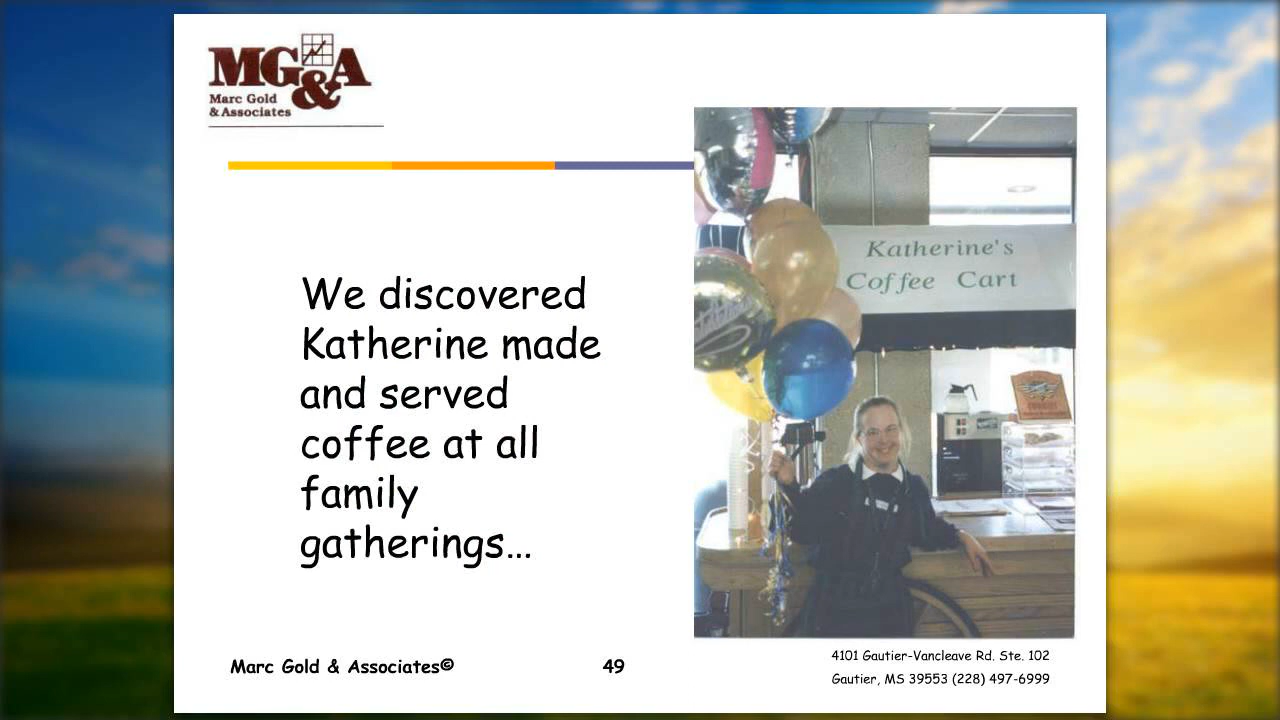 MG&A
Marc Gold
& Associates
Katherine's
Coffee Cart
We discovered
Katherine made
and served
coffee at all
family
gatherings…
Marc Gold & Associates©
49
4101 Gautier-Vancleave Rd. Ste. 102
Gautier, MS 39553 (228) 497-6999